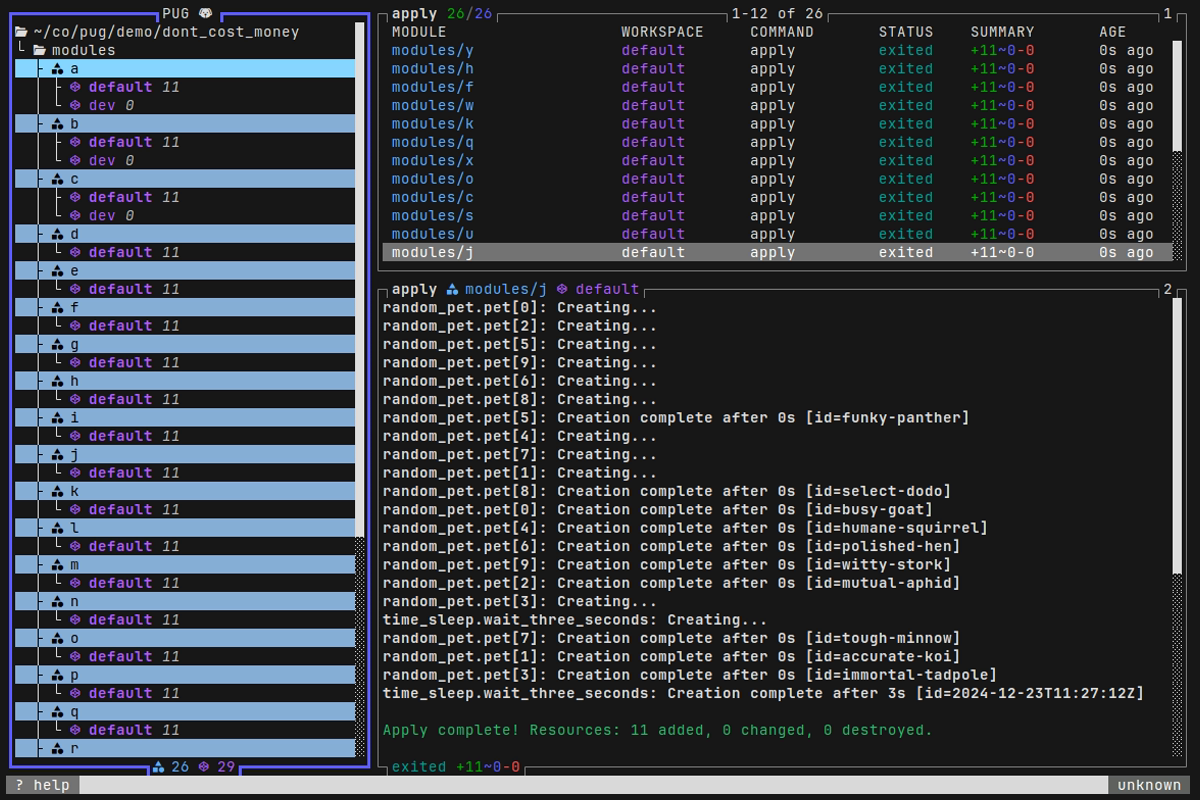 PUG
~/co/pug/demo/dont_cost_money
modules
a
default 11
dev 0
b
default 11
dev 0
c
default 11
dev 0
d
default 11
e
default 11
f
default 11
g
default 11
h
default 11
i
default 11
j
default 11
k
default 11
l
default 11
m
default 11
n
default 11
o
default 11
p
default 11
q
default 11
r
26 29
apply 26/26 1-12 of 26 1
MODULE WORKSPACE COMMAND STATUS SUMMARY AGE
modules/y default apply exited +11~0-0 0s ago
modules/h default apply exited +11~0-0 0s ago
modules/f default apply exited +11~0-0 0s ago
modules/w default apply exited +11~0-0 0s ago
modules/k default apply exited +11~0-0 0s ago
modules/q default apply exited +11~0-0 0s ago
modules/x default apply exited +11~0-0 0s ago
modules/o default apply exited +11~0-0 0s ago
modules/c default apply exited +11~0-0 0s ago
modules/s default apply exited +11~0-0 0s ago
modules/u default apply exited +11~0-0 0s ago
modules/j default apply exited +11~0-0 0s ago
apply modules/j default 2
random_pet.pet[0]: Creating...
random_pet.pet[2]: Creating...
random_pet.pet[5]: Creating...
random_pet.pet[9]: Creating...
random_pet.pet[6]: Creating...
random_pet.pet[8]: Creating...
random_pet.pet[5]: Creation complete after 0s [id=funky-panther]
random_pet.pet[4]: Creating...
random_pet.pet[7]: Creating...
random_pet.pet[1]: Creating...
random_pet.pet[8]: Creation complete after 0s [id=select-dodo]
random_pet.pet[0]: Creation complete after 0s [id=busy-goat]
random_pet.pet[4]: Creation complete after 0s [id=humane-squirrel]
random_pet.pet[6]: Creation complete after 0s [id=polished-hen]
random_pet.pet[9]: Creation complete after 0s [id=witty-stork]
random_pet.pet[2]: Creation complete after 0s [id=mutual-aphid]
random_pet.pet[3]: Creating...
time_sleep.wait_three_seconds: Creating...
random_pet.pet[7]: Creation complete after 0s [id=tough-minnow]
random_pet.pet[1]: Creation complete after 0s [id=accurate-koi]
random_pet.pet[3]: Creation complete after 0s [id=immortal-tadpole]
time_sleep.wait_three_seconds: Creation complete after 3s [id=2024-12-23T11:27:12Z]
Apply complete! Resources: 11 added, 0 changed, 0 destroyed.
exited +11~0-0
? help unknown